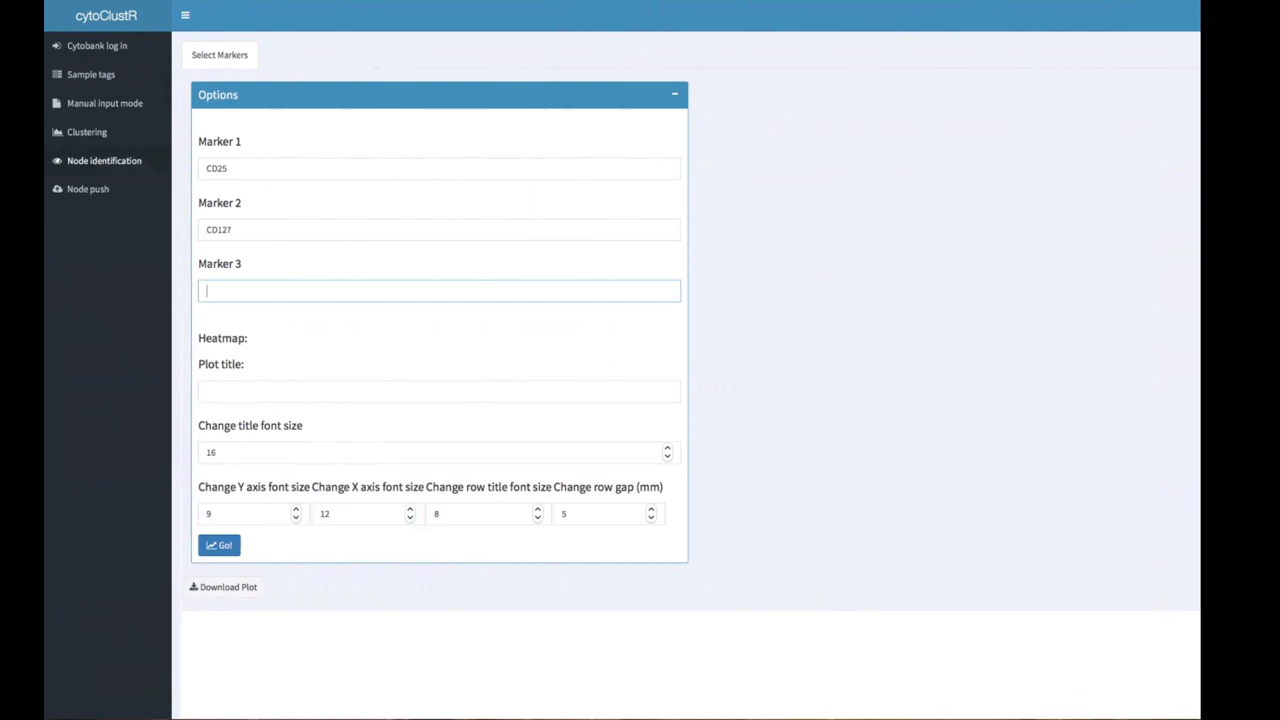 cytoClustR
Cytobank log in
Sample tags
Manual input mode
Clustering
Node identification
Node push
Select Markers
Options
Marker 1
CD25
Marker 2
CD127
Marker 3
Heatmap:
Plot title:
Change title font size
16
Change Y axis font size Change X axis font size Change row title font size Change row gap (mm)
9 12 8 5
Go!
Download Plot